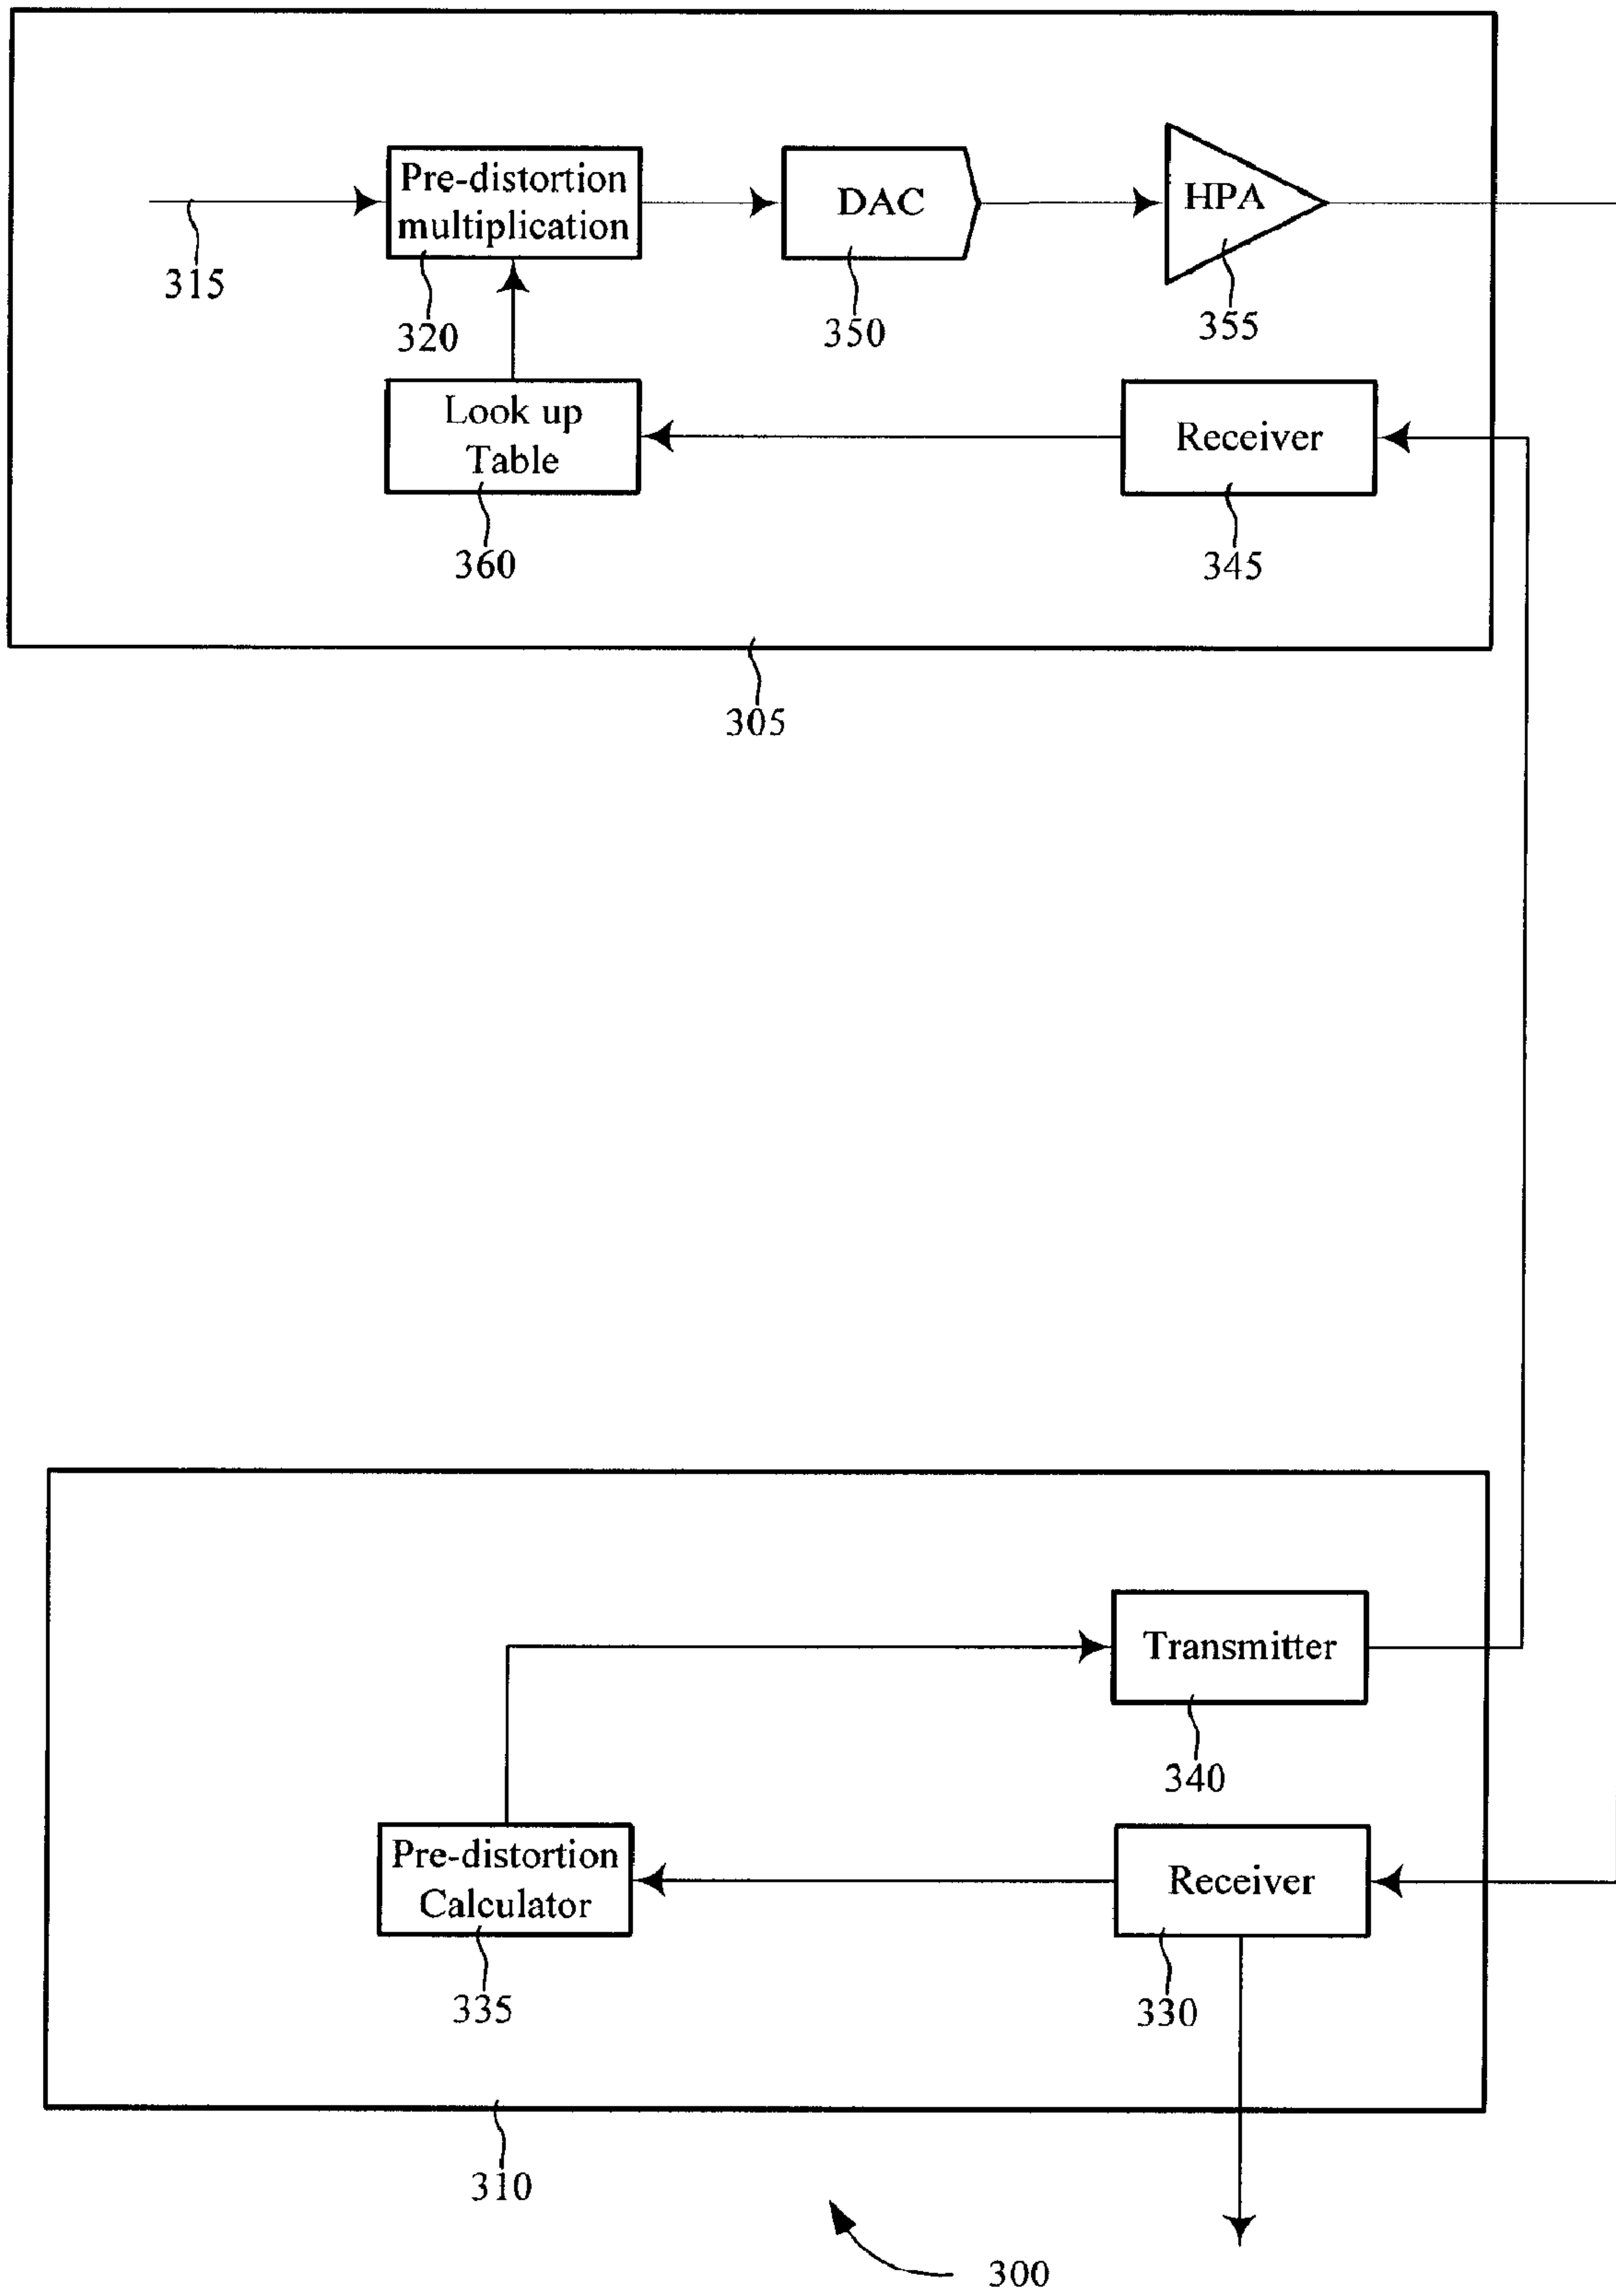 Pre-distortion
multiplication
DAC
HPA
315
320
350
355
Look up
Table
Receiver
360
345
305
Transmitter
340
Pre-distortion
Calculator
Receiver
335
330
310
300